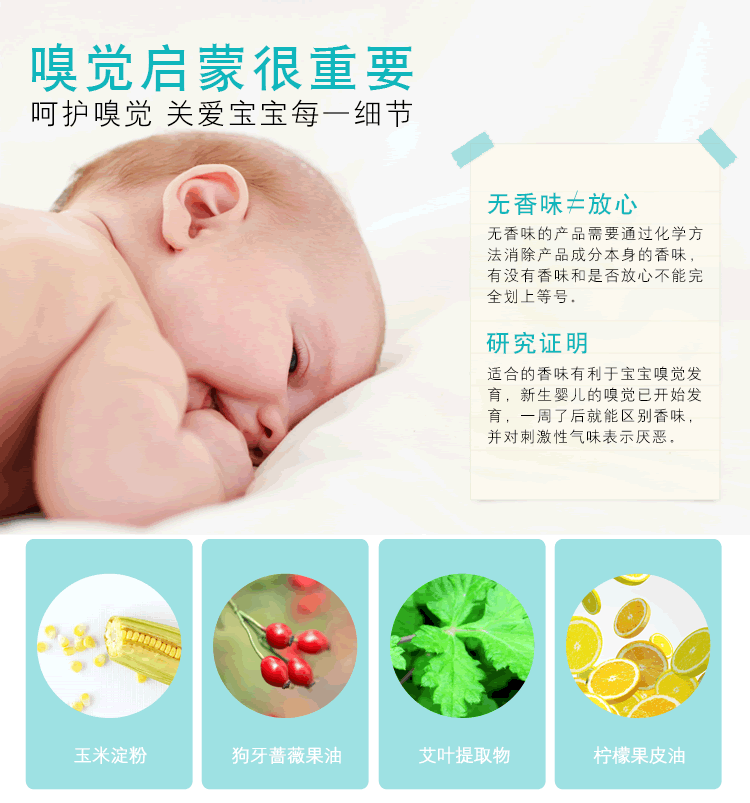 嗅觉启蒙很重要
呵护嗅觉 关爱宝宝每一细节
无香味≠放心
无香味的产品需要通过化学方
法消除产品成分本身的香味，
有没有香味和是否放心不能完
全划上等号。
研究证明
适合的香味有利于宝宝嗅觉发
育，新生婴儿的嗅觉已开始发
育，一周了后就能区别香味，
并对刺激性气味表示厌恶。
玉米淀粉
狗牙蔷薇果油
艾叶提取物
柠檬果皮油